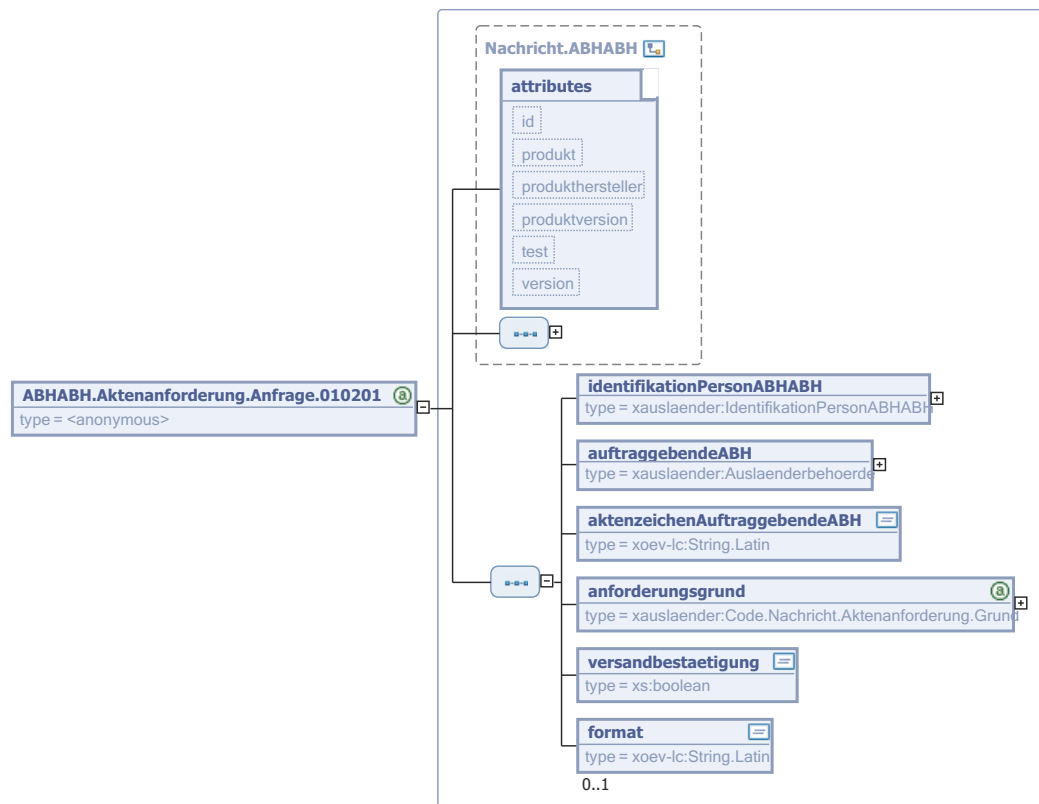 Nachricht.ABHABH
attributes
id
produkt
produkthersteller
produktversion
test
version
ABHABH.Aktenanforderung.Anfrage.010201 a
type = <anonymous>
identifikationPersonABHABH
type = xauslaender:IdentifikationPersonABHABH
auftraggebendeABH
type = xauslaender:Auslaenderbehoerde
aktenzeichenAuftraggebendeABH
type = xoev-lc:String.Latin
anforderungsgrund a
type = xauslaender:Code.Nachricht.Aktenanforderung.Grund
versandbestaetigung
type = xs:boolean
format
type = xoev-lc:String.Latin
0..1